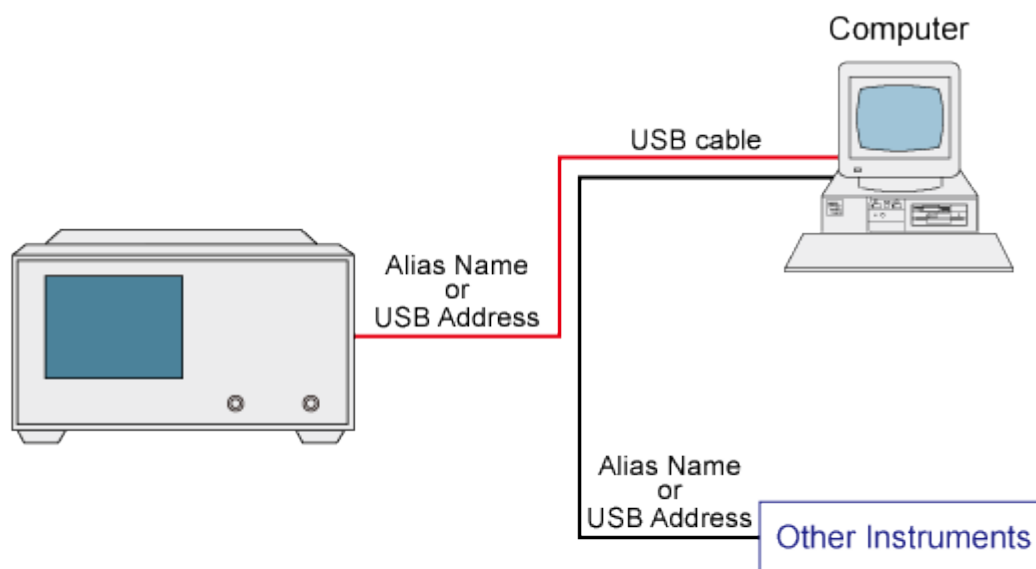 Computer
USB cable
Alias Name
or
USB Address
Alias Name
or
USB Address
Other Instruments